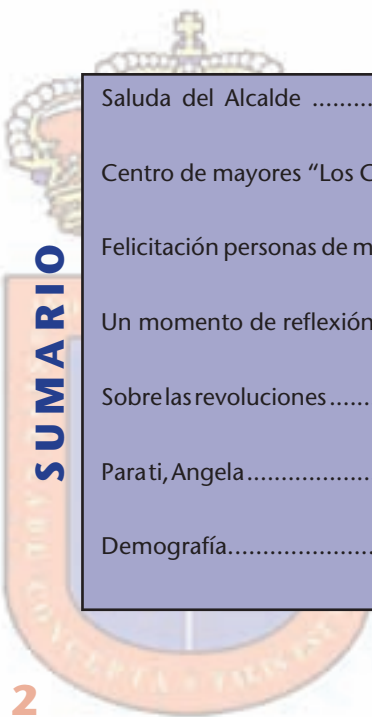 SUMARIO
Saluda del Alcalde ..........
Centro de mayores “Los
Felicitación personas de
Un momento de reflexión
Sobre las revoluciones ......
Para ti, Angela ..................
Demografía.....................
2